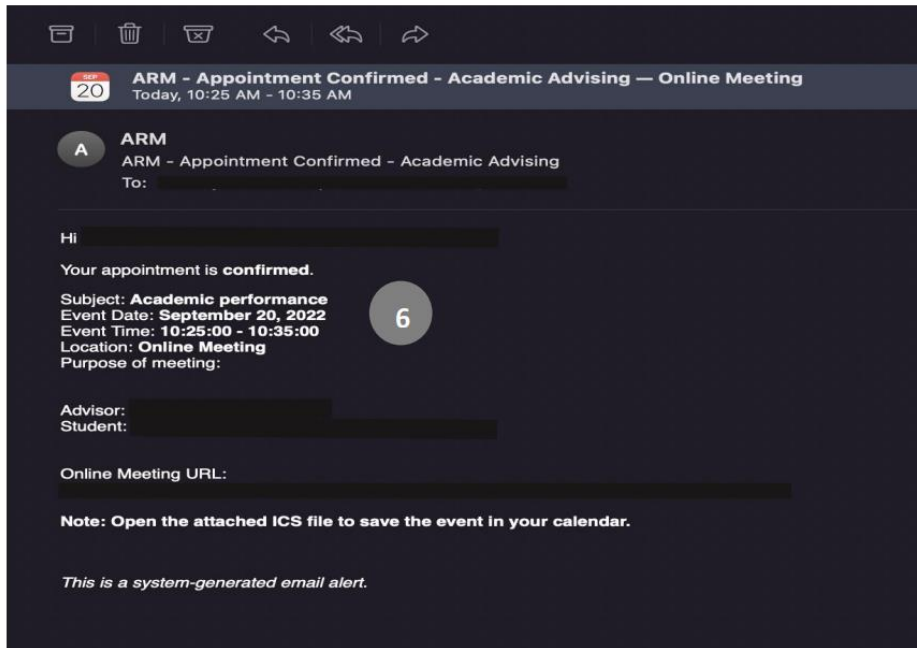 SEP
20
ARM - Appointment Confirmed - Academic Advising — Online Meeting
Today, 10:25 AM - 10:35 AM
A
ARM
ARM - Appointment Confirmed - Academic Advising
To:
Hi
Your appointment is confirmed.
Subject: Academic performance
Event Date: September 20, 2022
Event Time: 10:25:00 - 10:35:00
Location: Online Meeting
Purpose of meeting:
6
Advisor:
Student:
Online Meeting URL:
Note: Open the attached ICS file to save the event in your calendar.
This is a system-generated email alert.